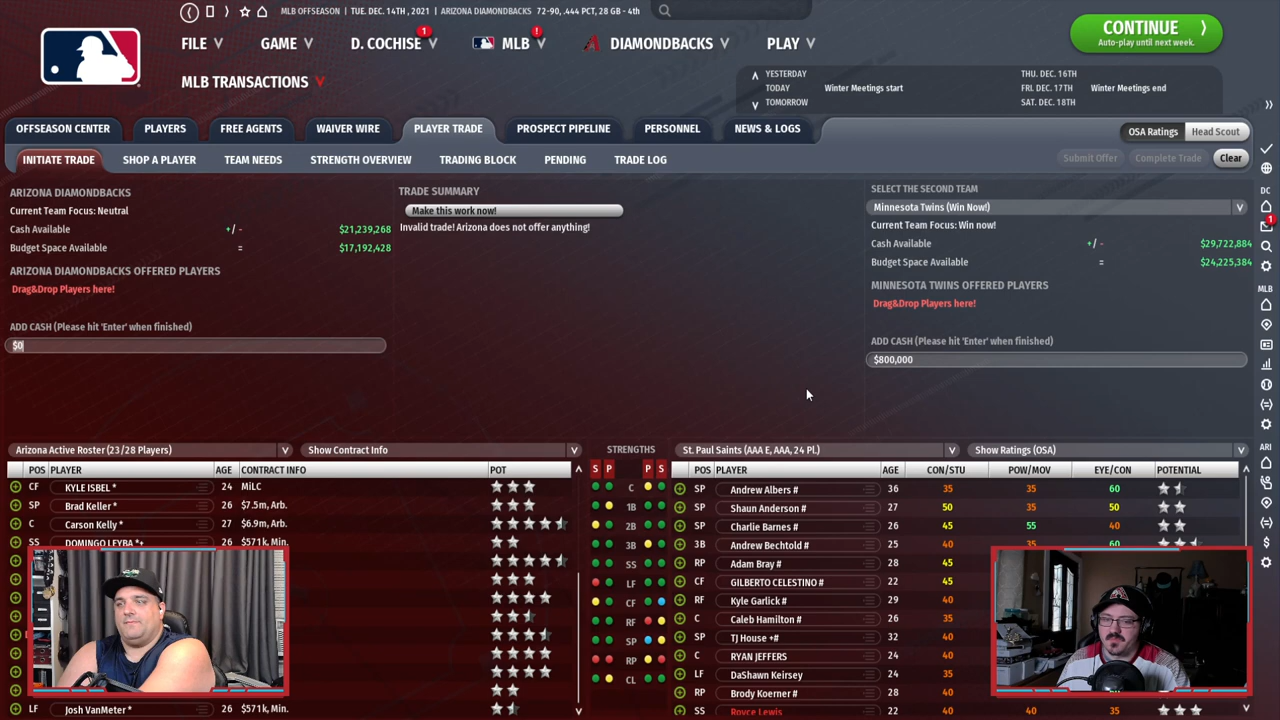 MLB OFFSEASON | TUE. DEC. 14TH, 2021 | ARIZONA DIAMONDBACKS 72-90, .444 PCT, 28 GB - 4th
FILE GAME D. COCHISE 1 MLB ! DIAMONDBACKS PLAY
CONTINUE
Auto-play until next week.
MLB TRANSACTIONS
YESTERDAY
TODAY Winter Meetings start
TOMORROW
THU. DEC. 16TH
FRI. DEC. 17TH Winter Meetings end
SAT. DEC. 18TH
OFFSEASON CENTER PLAYERS FREE AGENTS WAIVER WIRE PLAYER TRADE PROSPECT PIPELINE PERSONNEL NEWS & LOGS OSA Ratings Head Scout
INITIATE TRADE SHOP A PLAYER TEAM NEEDS STRENGTH OVERVIEW TRADING BLOCK PENDING TRADE LOG Submit Offer Complete Trade Clear
ARIZONA DIAMONDBACKS
Current Team Focus: Neutral
Cash Available +/- $21,239,268
Budget Space Available = $17,192,428
ARIZONA DIAMONDBACKS OFFERED PLAYERS
Drag&Drop Players here!
ADD CASH (Please hit 'Enter' when finished)
$0
TRADE SUMMARY
Make this work now!
Invalid trade! Arizona does not offer anything!
SELECT THE SECOND TEAM
Minnesota Twins (Win Now!)
Current Team Focus: Win now!
Cash Available +/- $29,722,884
Budget Space Available = $24,225,384
MINNESOTA TWINS OFFERED PLAYERS
Drag&Drop Players here!
ADD CASH (Please hit 'Enter' when finished)
$800,000
DC
1
MLB
ARI
Arizona Active Roster (23/28 Players) Show Contract Info
POS PLAYER AGE CONTRACT INFO POT
CF KYLE ISBEL * 24 MiLC
SP Brad Keller * 26 $7.5m, Arb.
C Carson Kelly * 27 $6.9m, Arb.
SS DOMINGO LEYBA *+ 26 $571k, Min.
LF Josh VanMeter * 26 $571k, Min.
STRENGTHS
S P P S
C
1B
2B
3B
SS
LF
CF
RF
SP
RP
CL
St. Paul Saints (AAA E, AAA, 24 PL) Show Ratings (OSA)
POS PLAYER AGE CON/STU POW/MOV EYE/CON POTENTIAL
SP Andrew Albers # 36 35 35 60
SP Shaun Anderson # 27 50 35 50
SP Charlie Barnes # 26 45 55 40
3B Andrew Bechtold # 25 40 35 60
RP Adam Bray # 28 45
CF GILBERTO CELESTINO # 22 45
RF Kyle Garlick # 29 40
C Caleb Hamilton # 26 35
SP TJ House +# 32 40
C RYAN JEFFERS 24 40
LF DaShawn Keirsey 24 35
RP Brody Koerner # 28 40
SS Royce Lewis 22 40 40 35